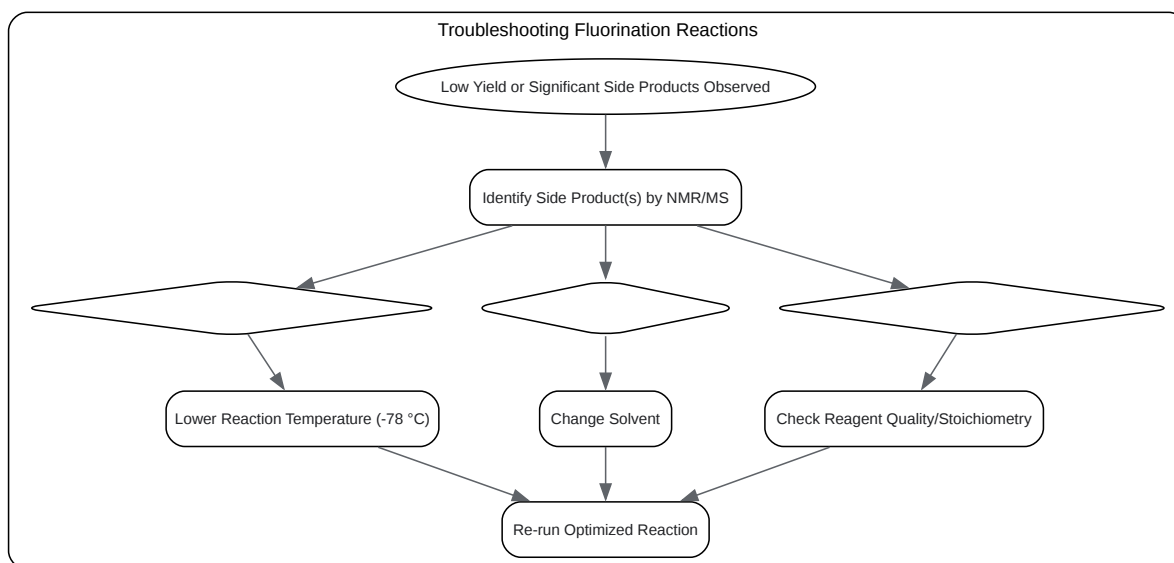 Troubleshooting Fluorination Reactions
Low Yield or Significant Side Products Observed
Identify Side Product(s) by NMR/MS
Lower Reaction Temperature (-78 °C)
Change Solvent
Check Reagent Quality/Stoichiometry
Re-run Optimized Reaction